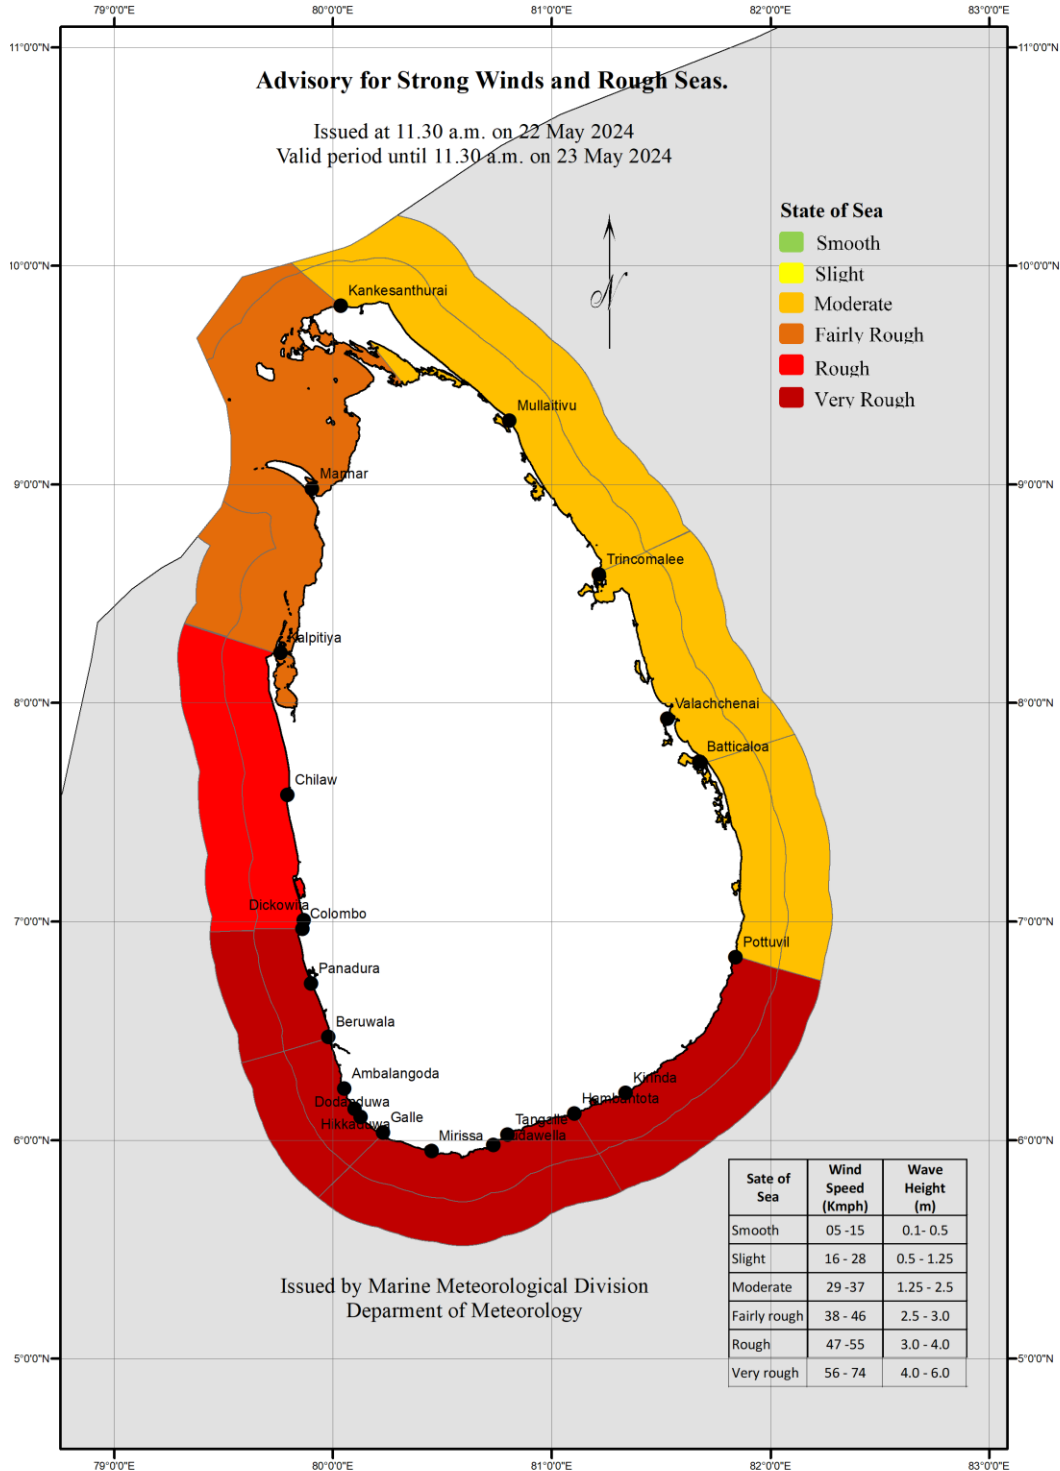 79°0'0"E 80°0'0"E 81°0'0"E 82°0'0"E 83°0'0"E
11°0'0"N 11°0'0"N
Advisory for Strong Winds and Rough Seas.
Issued at 11.30 a.m. on 22 May 2024
Valid period until 11.30 a.m. on 23 May 2024
State of Sea
Smooth
Slight
Moderate
Fairly Rough
Rough
Very Rough
N
10°0'0"N 10°0'0"N
Kankesanthurai
Mullaitivu
Mannar
9°0'0"N 9°0'0"N
Trincomalee
Kalpitiya
8°0'0"N 8°0'0"N
Valachchenai
Batticaloa
Chilaw
Dickowita
Colombo
7°0'0"N 7°0'0"N
Pottuvil
Panadura
Beruwala
Ambalangoda
Kirinda
Dodanduwa
Hambantota
Hikkaduwa
Galle
Tangalle
Mirissa
6°0'0"N 6°0'0"N
Sate of Sea Wind Speed (Kmph) Wave Height (m)
Smooth 05 -15 0.1- 0.5
Slight 16 - 28 0.5 - 1.25
Moderate 29 -37 1.25 - 2.5
Fairly rough 38 - 46 2.5 - 3.0
Rough 47 -55 3.0 - 4.0
Very rough 56 - 74 4.0 - 6.0
Issued by Marine Meteorological Division
Deparment of Meteorology
5°0'0"N 5°0'0"N
79°0'0"E 80°0'0"E 81°0'0"E 82°0'0"E 83°0'0"E